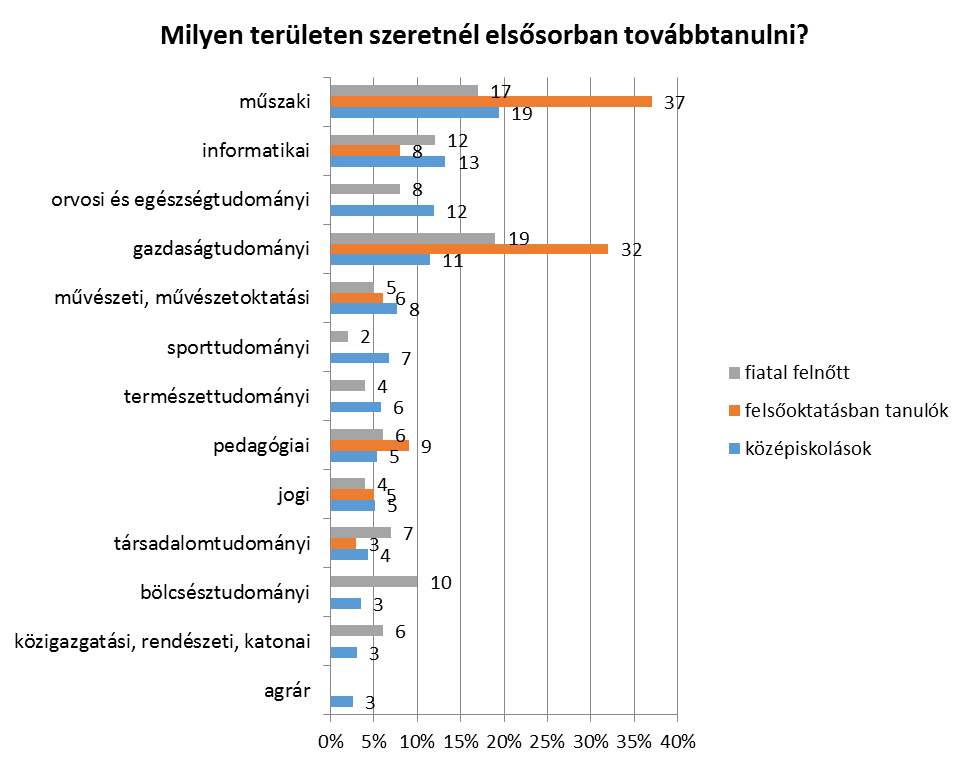 Milyen területen szeretnél elsősorban továbbtanulni?
műszaki
17
37
19
informatikai
12
8
13
orvosi és egészségtudományi
8
12
gazdaságtudományi
19
32
11
művészeti, művészetoktatási
5
6
8
sporttudományi
2
7
természettudományi
4
6
pedagógiai
6
9
5
jogi
4
5
5
társadalomtudományi
7
3
4
bölcsésztudományi
10
3
közigazgatási, rendészeti, katonai
6
3
agrár
3
0% 5% 10% 15% 20% 25% 30% 35% 40%
fiatal felnőtt
felsőoktatásban tanulók
középiskolások